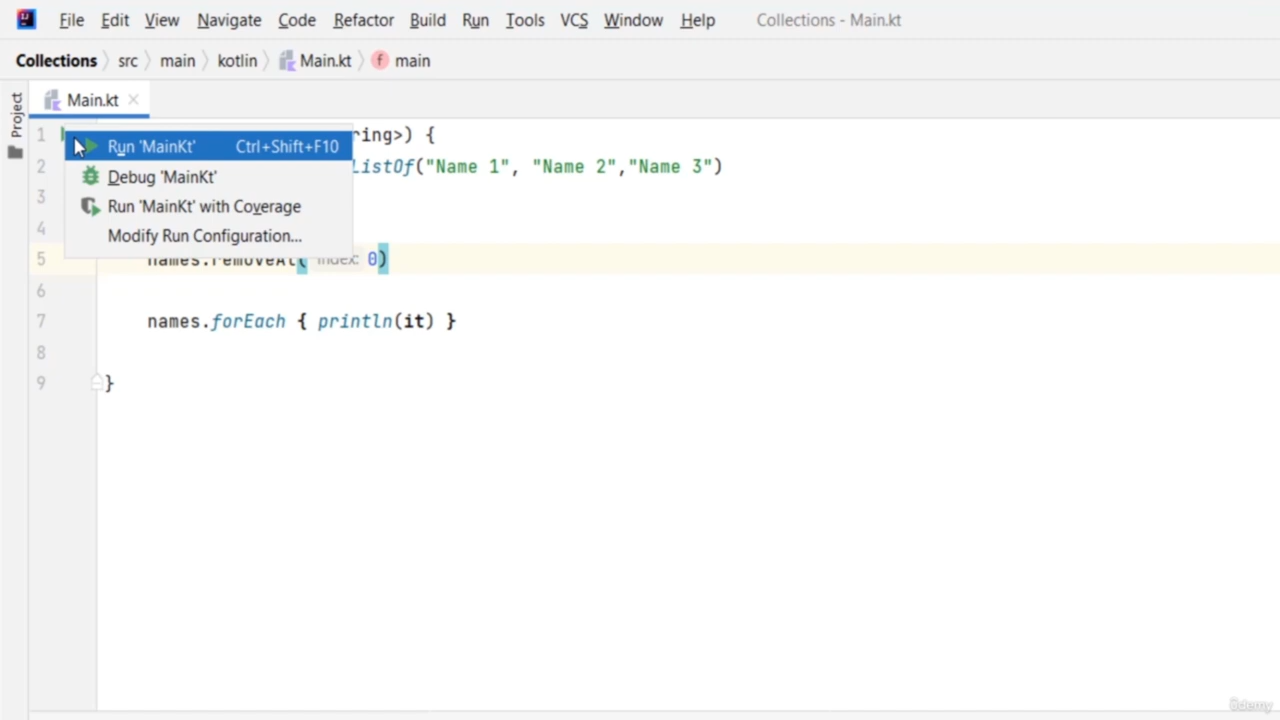 File Edit View Navigate Code Refactor Build Run Tools VCS Window Help Collections - Main.kt
Collections src main kotlin Main.kt f main
Project
Main.kt
1 ring>) {
Run 'MainKt' Ctrl+Shift+F10
2 ListOf("Name 1", "Name 2","Name 3")
Debug 'MainKt'
3
Run 'MainKt' with Coverage
4
Modify Run Configuration...
5 names.removeAt( index: 0)
6
7 names.forEach { println(it) }
8
9 }
ûdemy